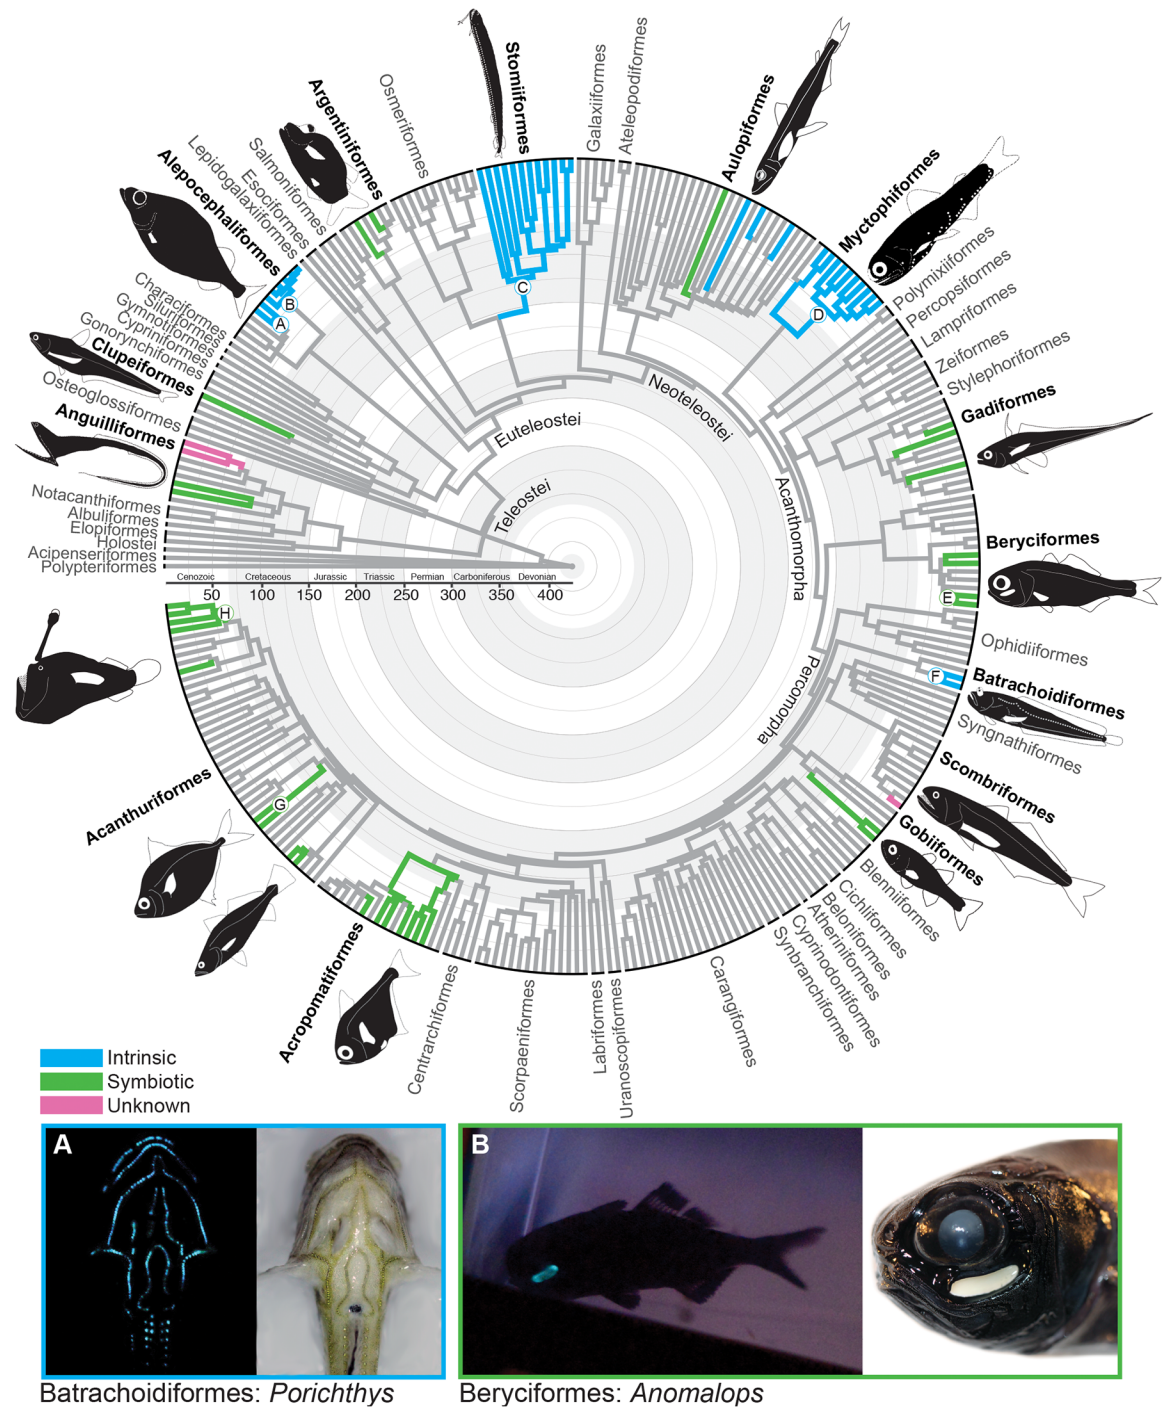 Stomiiformes
Galaxiiformes
Ateleopodiformes
Aulopiformes
Myctophiformes
Polymixiiformes
Percopsiformes
Lampriformes
Zeiformes
Stylephoriformes
Gadiformes
Beryciformes
Ophidiiformes
Batrachoidiformes
Syngnathiformes
Scombriformes
Gobiiformes
Blenniiformes
Cichliformes
Beloniformes
Atheriniformes
Cyprinodontiformes
Synbranchiformes
Carangiformes
Uranoscopiformes
Labriformes
Scorpaeniformes
Centrarchiformes
Acropomatiformes
Acanthuriformes
Polypteriformes
Acipenseriformes
Holostei
Elopiformes
Albuliformes
Notacanthiformes
Anguilliformes
Osteoglossiformes
Clupeiformes
Gonorynchiformes
Cypriniformes
Gymnotiformes
Siluriformes
Characiformes
Alepocephaliformes
Lepidogalaxiiformes
Esociformes
Salmoniformes
Argentiniformes
Osmeriformes
A
B
C
D
E
F
G
H
Teleostei
Euteleostei
Neoteleostei
Acanthomorpha
Percomorpha
Cenozoic Cretaceous Jurassic Triassic Permian Carboniferous Devonian
50 100 150 200 250 300 350 400
Intrinsic
Symbiotic
Unknown
A
B
Batrachoidiformes: Porichthys
Beryciformes: Anomalops